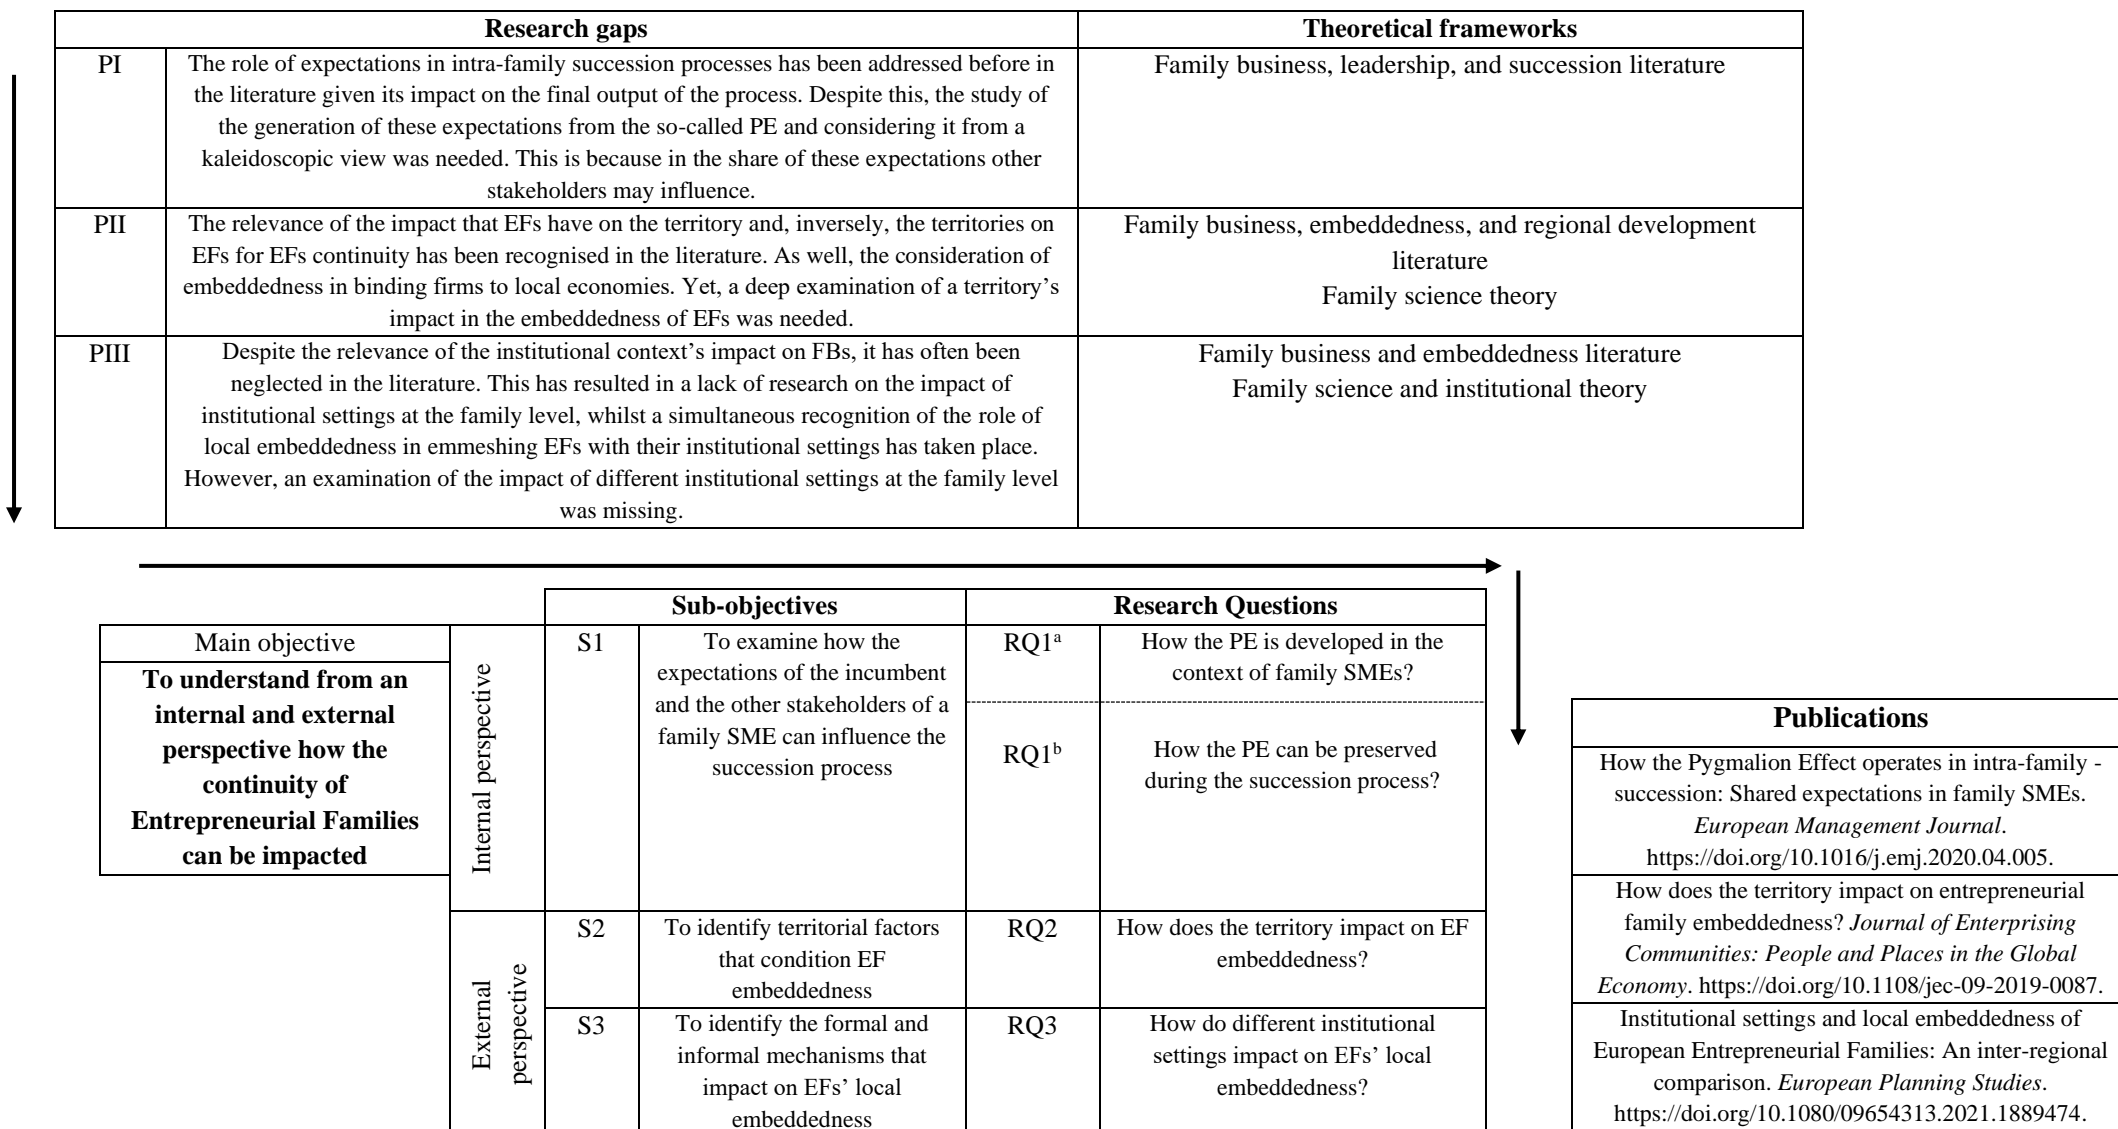 Research gaps
Theoretical frameworks
PI
The role of expectations in intra-family succession processes has been addressed before in
the literature given its impact on the final output of the process. Despite this, the study of
the generation of these expectations from the so-called PE and considering it from a
kaleidoscopic view was needed. This is because in the share of these expectations other
stakeholders may influence.
Family business, leadership, and succession literature
PII
The relevance of the impact that EFs have on the territory and, inversely, the territories on
EFs for EFs continuity has been recognised in the literature. As well, the consideration of
embeddedness in binding firms to local economies. Yet, a deep examination of a territory’s
impact in the embeddedness of EFs was needed.
Family business, embeddedness, and regional development
literature
Family science theory
PIII
Despite the relevance of the institutional context’s impact on FBs, it has often been
neglected in the literature. This has resulted in a lack of research on the impact of
institutional settings at the family level, whilst a simultaneous recognition of the role of
local embeddedness in emmeshing EFs with their institutional settings has taken place.
However, an examination of the impact of different institutional settings at the family level
was missing.
Family business and embeddedness literature
Family science and institutional theory
Main objective
To understand from an
internal and external
perspective how the
continuity of
Entrepreneurial Families
can be impacted
Sub-objectives
Research Questions
Internal perspective
S1
To examine how the
expectations of the incumbent
and the other stakeholders of a
family SME can influence the
succession process
RQ1ᵃ
How the PE is developed in the
context of family SMEs?
RQ1ᵇ
How the PE can be preserved
during the succession process?
External
perspective
S2
To identify territorial factors
that condition EF
embeddedness
RQ2
How does the territory impact on EF
embeddedness?
S3
To identify the formal and
informal mechanisms that
impact on EFs’ local
embeddedness
RQ3
How do different institutional
settings impact on EFs’ local
embeddedness?
Publications
How the Pygmalion Effect operates in intra-family -
succession: Shared expectations in family SMEs.
European Management Journal.
https://doi.org/10.1016/j.emj.2020.04.005.
How does the territory impact on entrepreneurial
family embeddedness? Journal of Enterprising
Communities: People and Places in the Global
Economy. https://doi.org/10.1108/jec-09-2019-0087.
Institutional settings and local embeddedness of
European Entrepreneurial Families: An inter-regional
comparison. European Planning Studies.
https://doi.org/10.1080/09654313.2021.1889474.